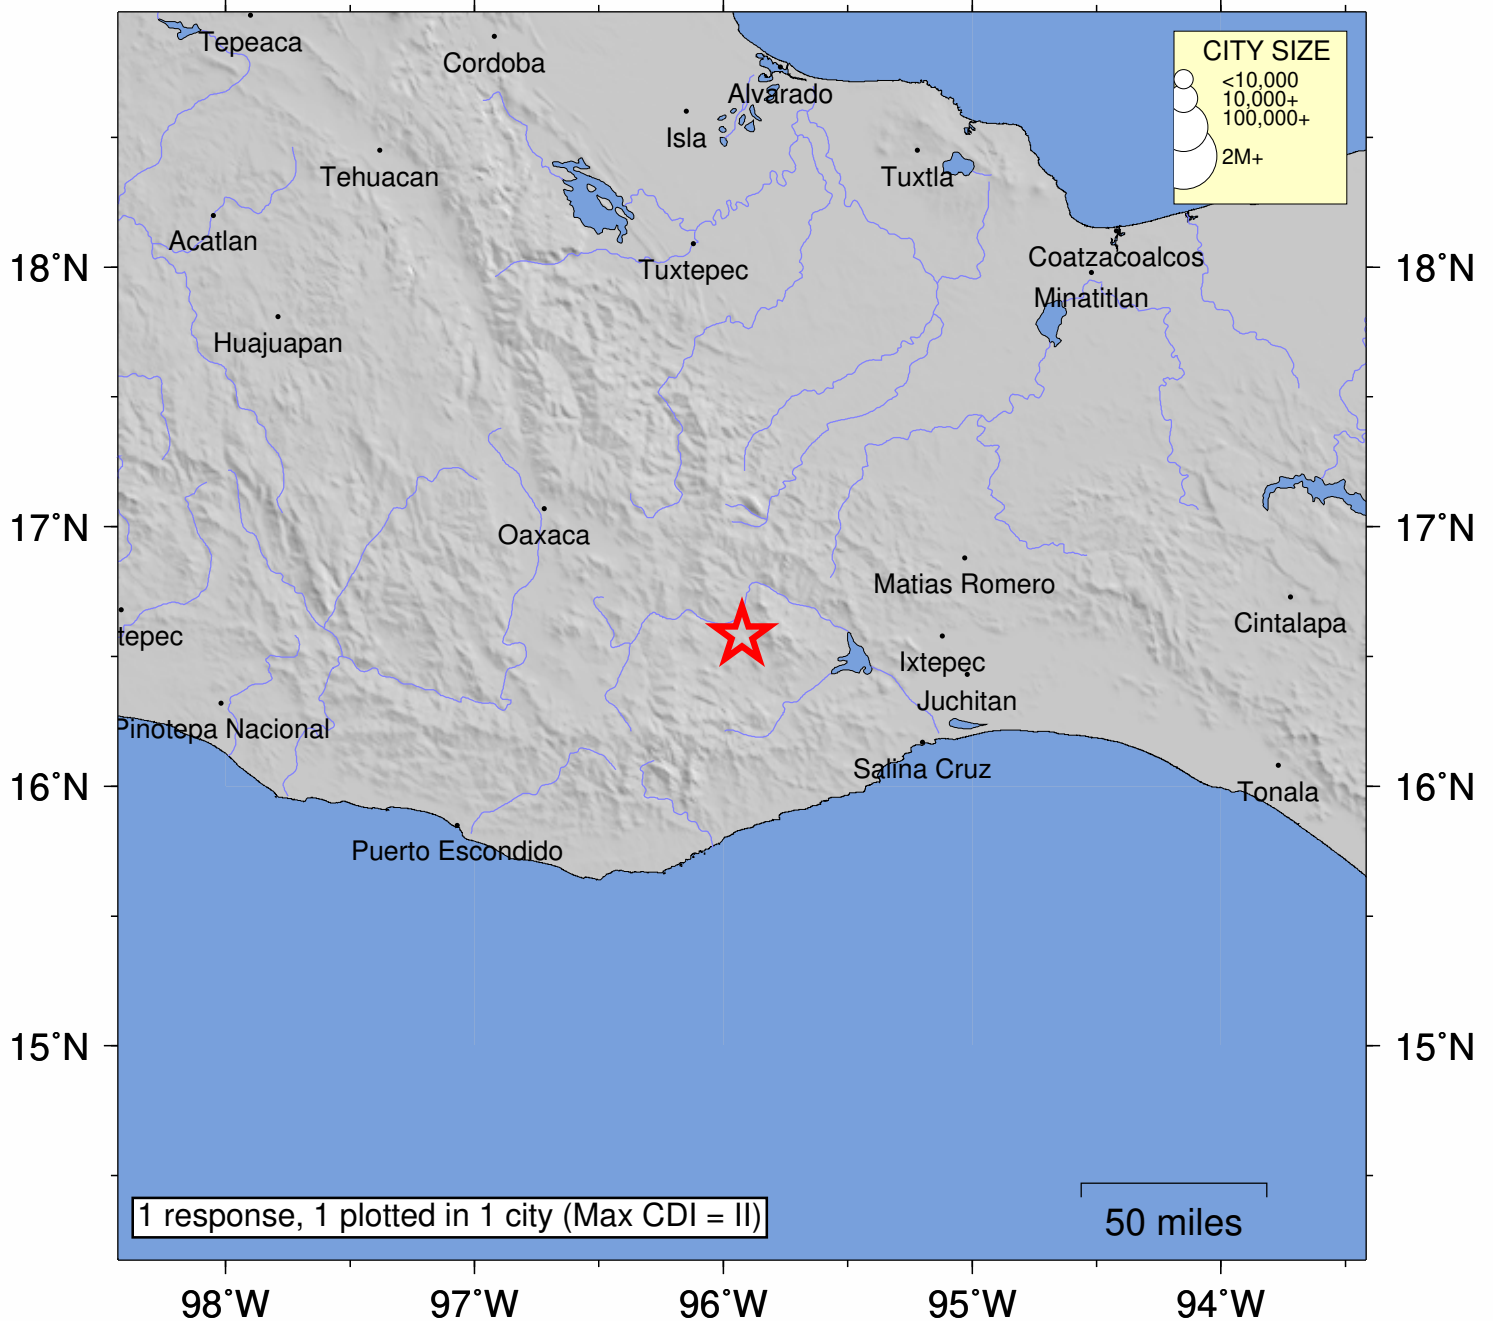 CITY SIZE
<10,000
10,000+
100,000+
2M+
Tepeaca
Cordoba
Alvarado
Isla
Tehuacan
Tuxtla
Acatlan
Coatzacoalcos
18°N
18°N
Tuxtepec
Minatitlan
Huajuapan
17°N
17°N
Oaxaca
Matias Romero
Cintalapa
tepec
Ixtepec
Juchitan
Pinotepa Nacional
Salina Cruz
16°N
16°N
Tonala
Puerto Escondido
15°N
15°N
1 response, 1 plotted in 1 city (Max CDI = II)
50 miles
98°W
97°W
96°W
95°W
94°W